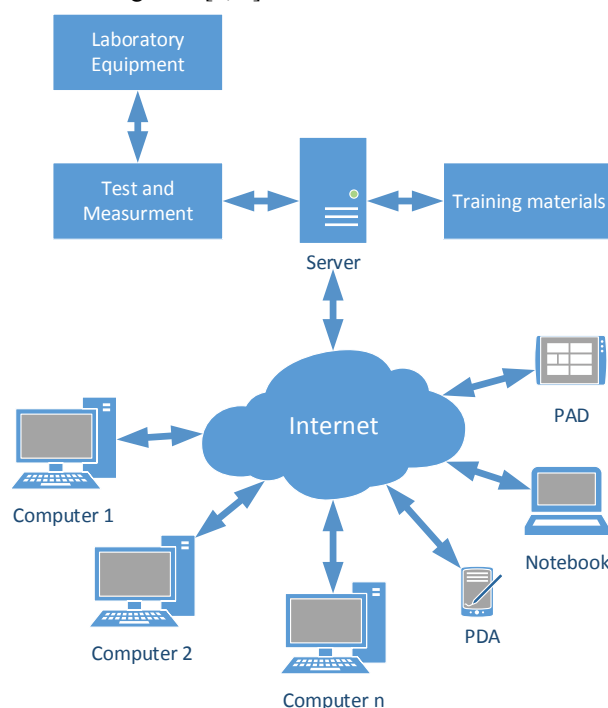 Laboratory
Equipment
Test and
Measurment
Training materials
Server
Internet
PAD
Computer 1
Notebook
PDA
Computer 2
Computer n